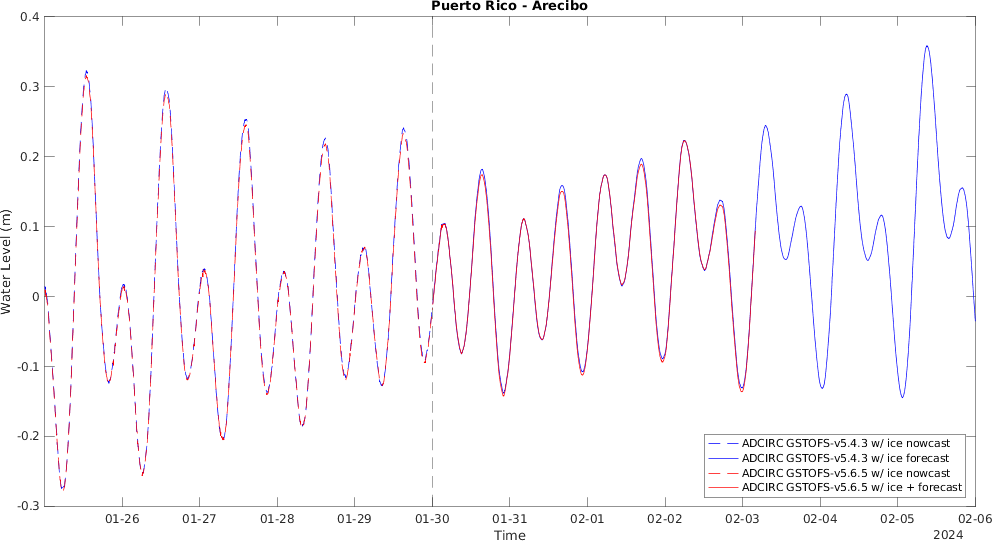 Puerto Rico - Arecibo
0.4
0.3
0.2
0.1
0
-0.1
-0.2
-0.3
Water Level (m)
01-26 01-27 01-28 01-29 01-30 01-31 02-01 02-02 02-03 02-04 02-05 02-06
Time
2024
ADCIRC GSTOFS-v5.4.3 w/ ice nowcast
ADCIRC GSTOFS-v5.4.3 w/ ice forecast
ADCIRC GSTOFS-v5.6.5 w/ ice nowcast
ADCIRC GSTOFS-v5.6.5 w/ ice + forecast